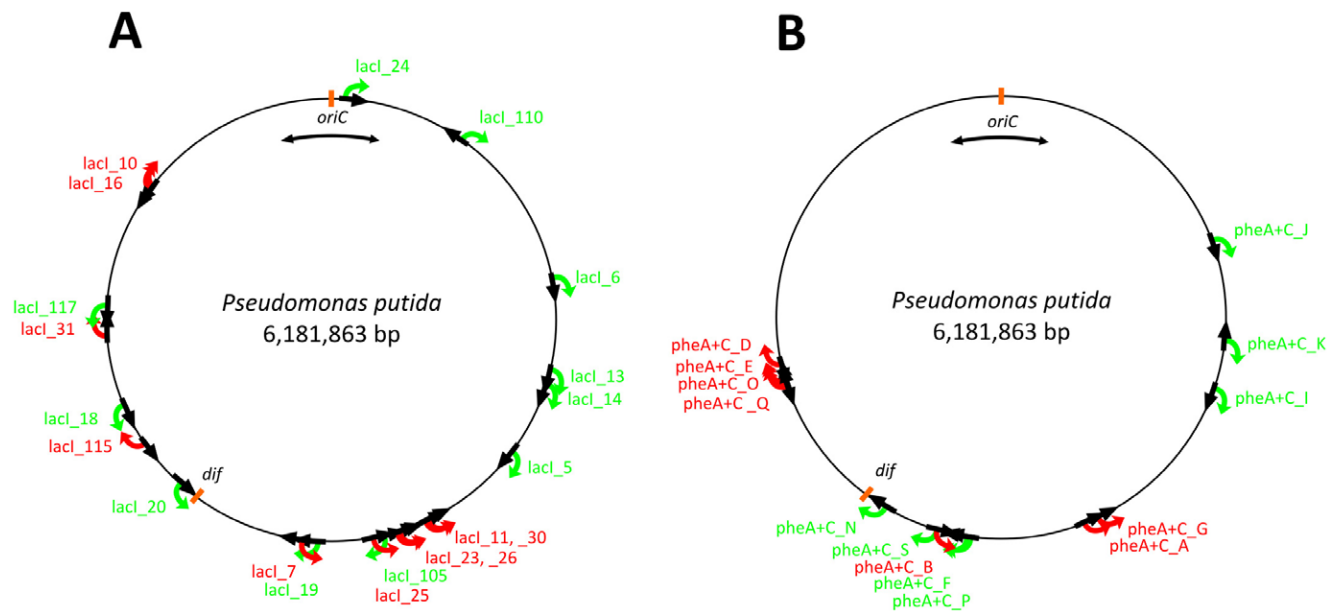 A
lacI_24
oriC
lacI_110
lacI_10
lacI_16
lacI_6
Pseudomonas putida
6,181,863 bp
lacI_117
lacI_31
lacI_13
lacI_14
lacI_18
lacI_115
lacI_5
dif
lacI_20
lacI_11, _30
lacI_23, _26
lacI_7
lacI_19
lacI_105
lacI_25
B
oriC
pheA+C_J
Pseudomonas putida
6,181,863 bp
pheA+C_K
pheA+C_D
pheA+C_E
pheA+C_O
pheA+C _Q
pheA+C_I
dif
pheA+C_N
pheA+C_S
pheA+C_B
pheA+C_F
pheA+C_P
pheA+C_G
pheA+C_A